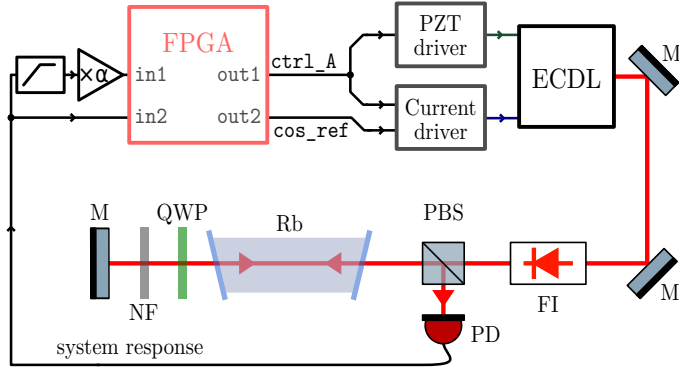 FPGA
in1
out1
in2
out2
×α
ctrl_A
cos_ref
PZT
driver
Current
driver
ECDL
M
M
QWP
Rb
PBS
NF
FI
M
PD
system response